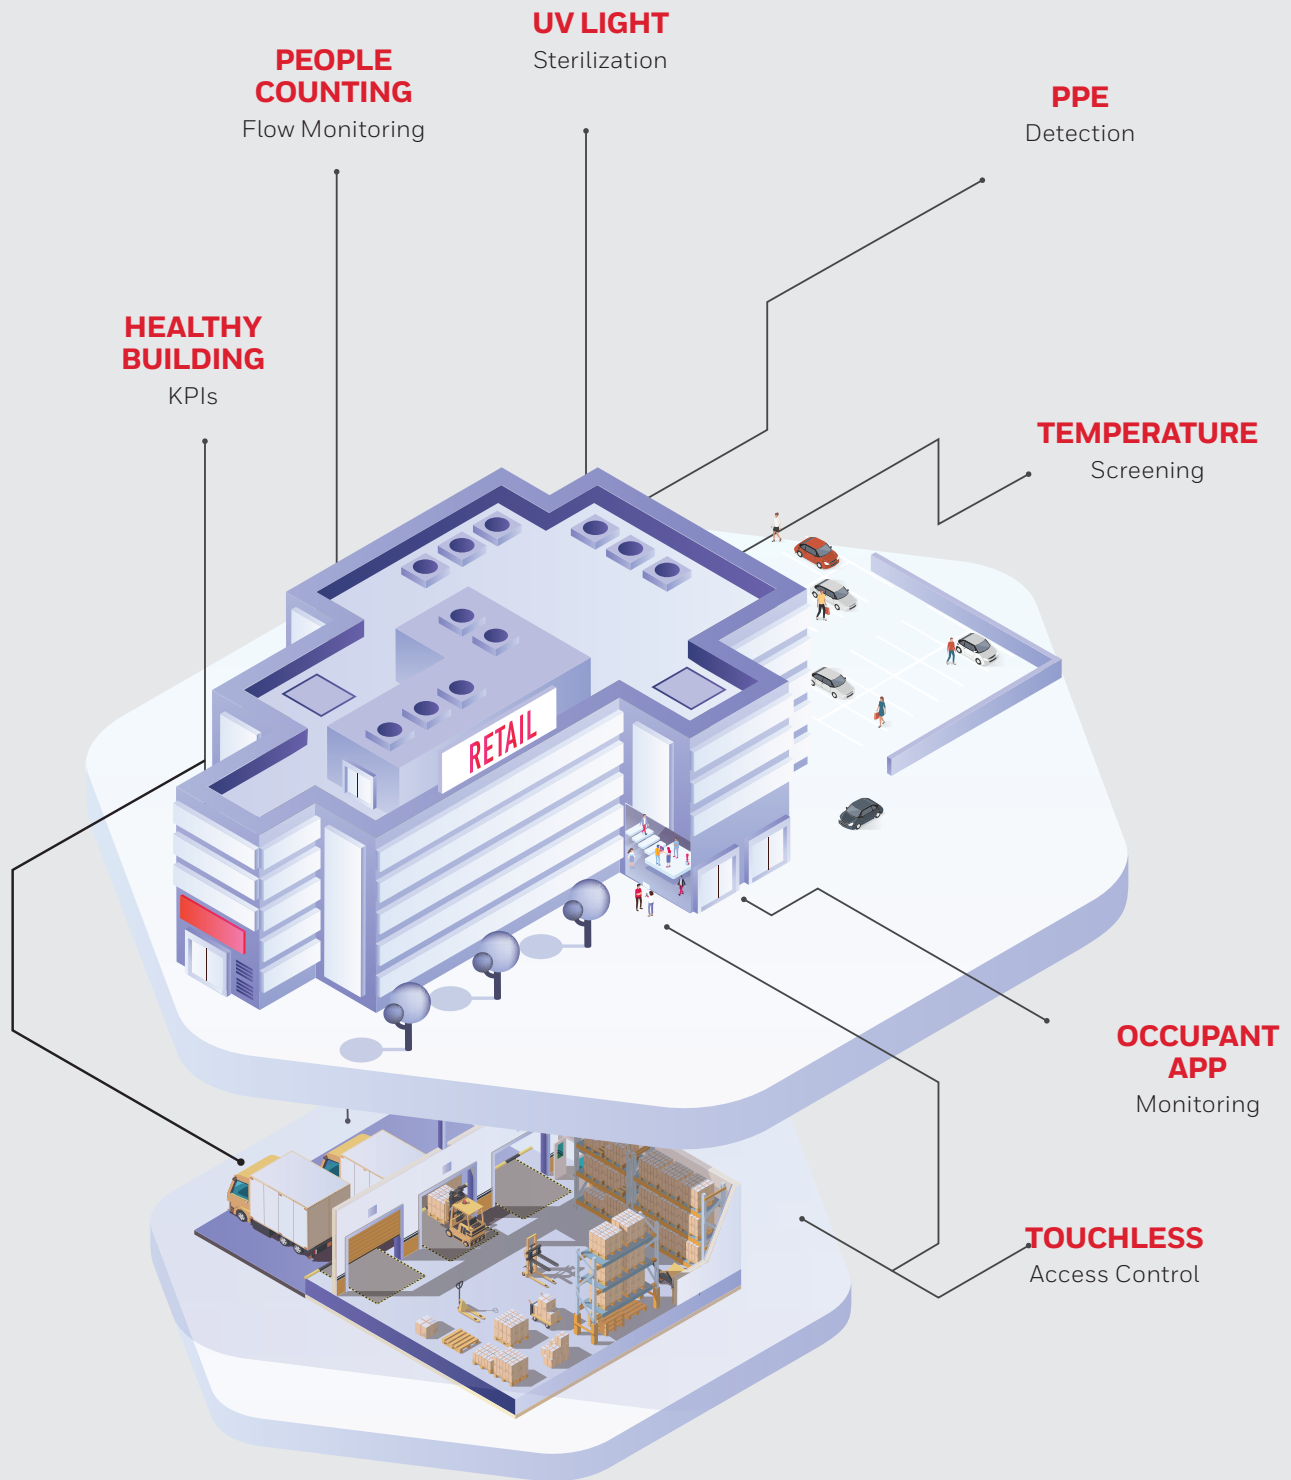 UV LIGHT
Sterilization
PEOPLE
COUNTING
Flow Monitoring
PPE
Detection
HEALTHY
BUILDING
KPIs
TEMPERATURE
Screening
RETAIL
OCCUPANT
APP
Monitoring
TOUCHLESS
Access Control